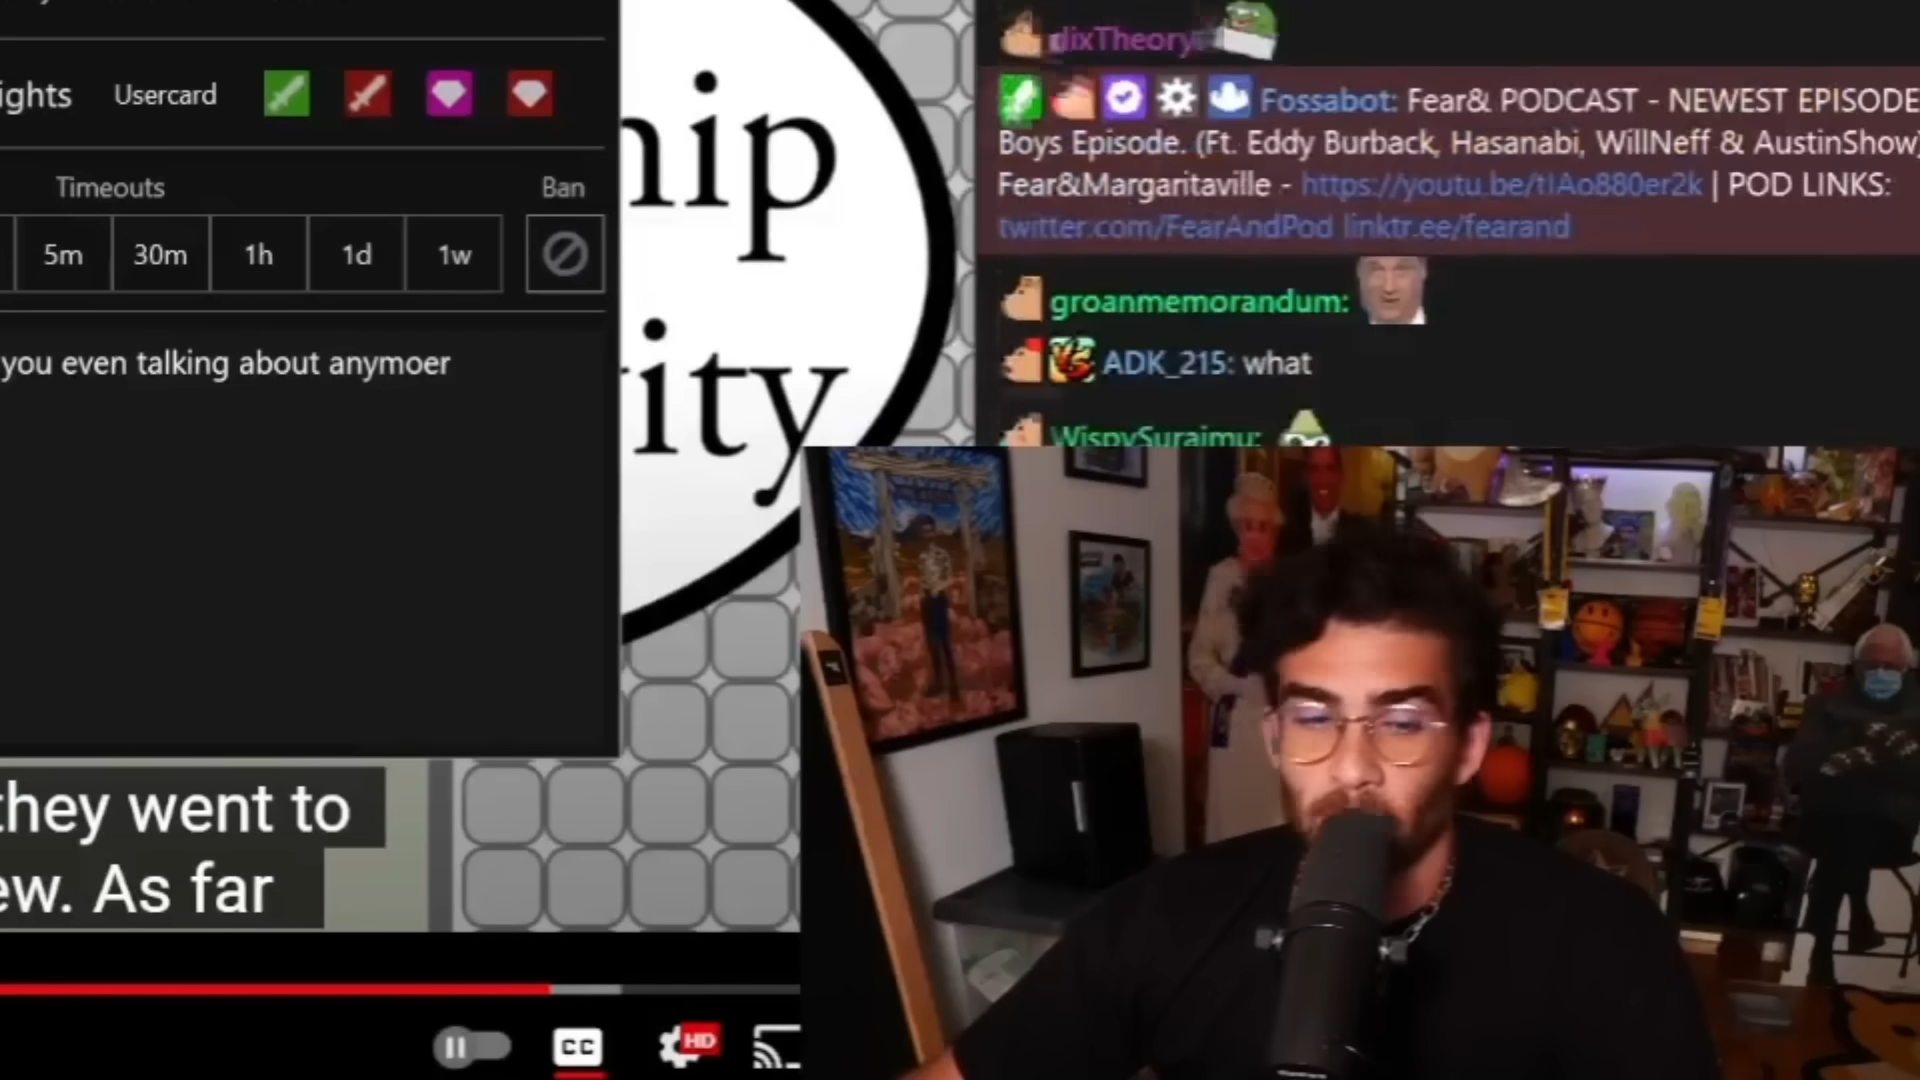 ights Usercard
Timeouts Ban
5m 30m 1h 1d 1w
you even talking about anymoer
hip
ity
they went to
ew. As far
CC HD
dixTheory:
Fossabot: Fear& PODCAST - NEWEST EPISODE
Boys Episode. (Ft. Eddy Burback, Hasanabi, WillNeff & AustinShow)
Fear&Margaritaville - https://youtu.be/t!Ao880er2k | POD LINKS:
twitter.com/FearAndPod linktr.ee/fearand
groanmemorandum:
VS ADK_215: what
WispySuraimu: